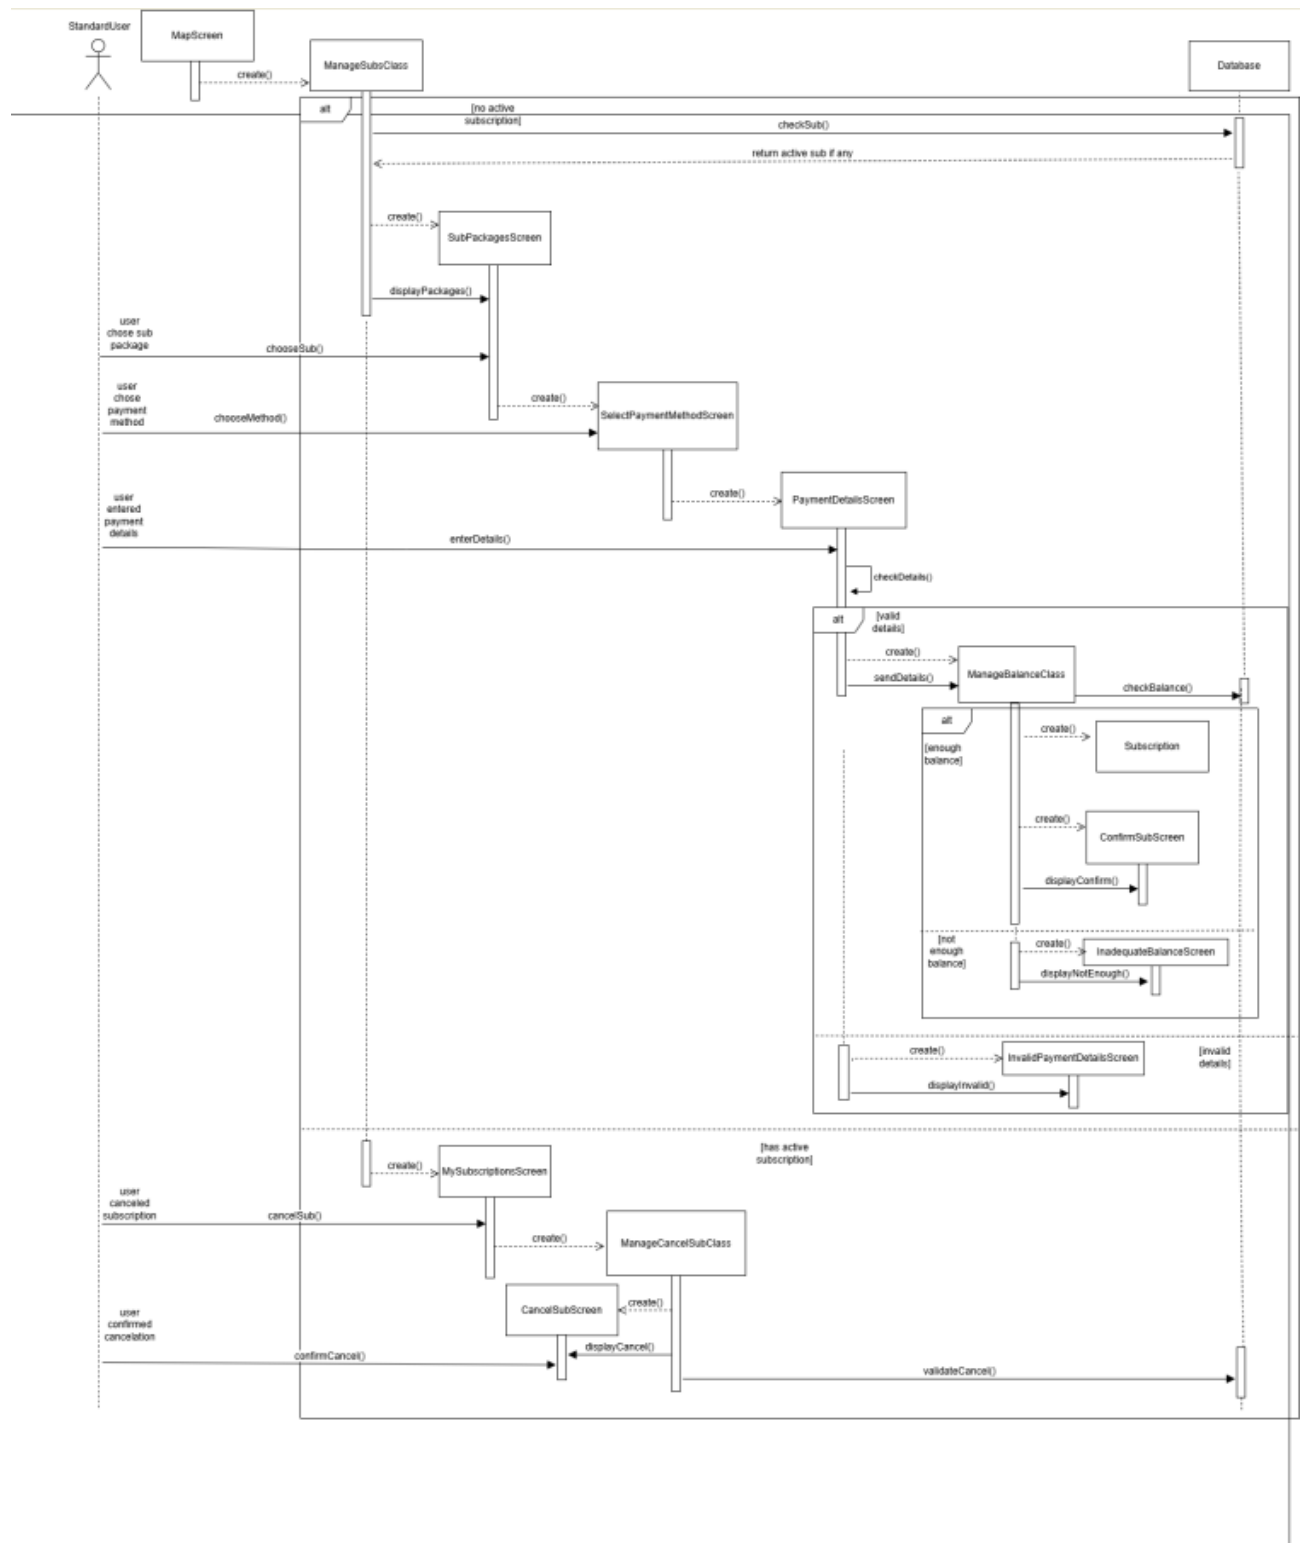 StandardUser
MapScreen
create()
ManageSubsClass
Database
alt
[no active
subscription]
checkSub()
return active sub if any
create()
SubPackagesScreen
displayPackages()
user
chose sub
package
chooseSub()
user
chose
payment
method
chooseMethod()
create()
SelectPaymentMethodScreen
create()
PaymentDetailsScreen
user
entered
payment
details
enterDetails()
checkDetails()
alt
[valid
details]
create()
sendDetails()
ManageBalanceClass
checkBalance()
alt
[enough
balance]
create()
Subscription
create()
ConfirmSubScreen
displayConfirm()
[not
enough
balance]
create()
InadequateBalanceScreen
displayNotEnough()
create()
InvalidPaymentDetailsScreen
[invalid
details]
displayInvalid()
[has active
subscription]
create()
MySubscriptionsScreen
user
canceled
subscription
cancelSub()
create()
ManageCancelSubClass
CancelSubScreen
create()
user
confirmed
cancelation
displayCancel()
confirmCancel()
validateCancel()